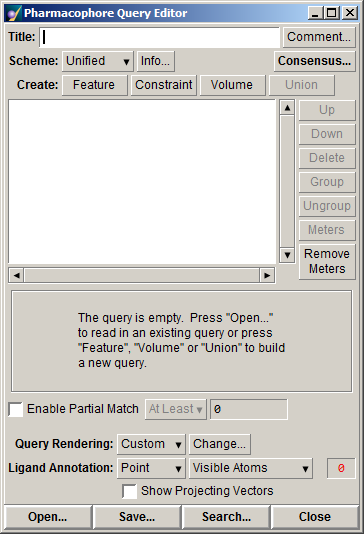 Pharmacophore Query Editor
Title: Comment...
Scheme: Unified Info... Consensus...
Create: Feature Constraint Volume Union
Up
Down
Delete
Group
Ungroup
Meters
Remove
Meters
The query is empty. Press "Open..."
to read in an existing query or press
"Feature", "Volume" or "Union" to build
a new query.
Enable Partial Match At Least 0
Query Rendering: Custom Change...
Ligand Annotation: Point Visible Atoms 0
Show Projecting Vectors
Open... Save... Search... Close